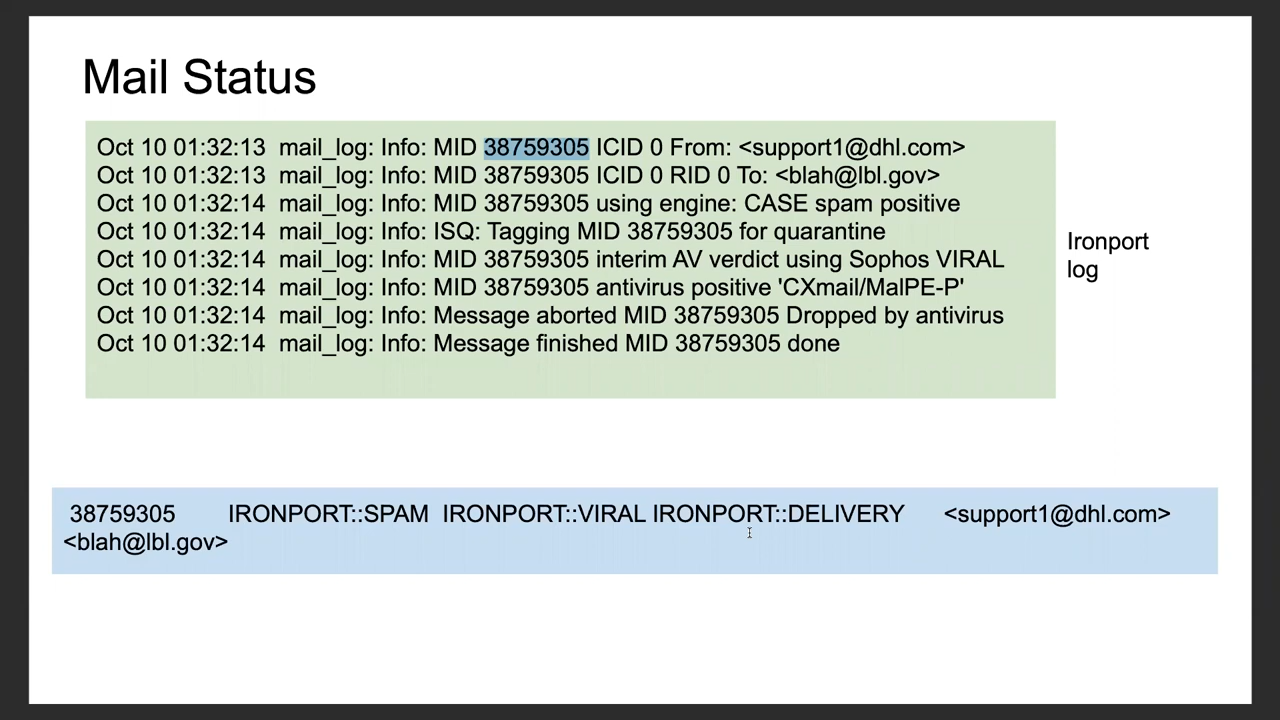 Mail Status
Oct 10 01:32:13  mail_log: Info: MID 38759305 ICID 0 From: <support1@dhl.com>
Oct 10 01:32:13  mail_log: Info: MID 38759305 ICID 0 RID 0 To: <blah@lbl.gov>
Oct 10 01:32:14  mail_log: Info: MID 38759305 using engine: CASE spam positive
Oct 10 01:32:14  mail_log: Info: ISQ: Tagging MID 38759305 for quarantine
Oct 10 01:32:14  mail_log: Info: MID 38759305 interim AV verdict using Sophos VIRAL
Oct 10 01:32:14  mail_log: Info: MID 38759305 antivirus positive 'CXmail/MalPE-P'
Oct 10 01:32:14  mail_log: Info: Message aborted MID 38759305 Dropped by antivirus
Oct 10 01:32:14  mail_log: Info: Message finished MID 38759305 done
Ironport
log
38759305 IRONPORT::SPAM IRONPORT::VIRAL IRONPORT::DELIVERY <support1@dhl.com>
<blah@lbl.gov>